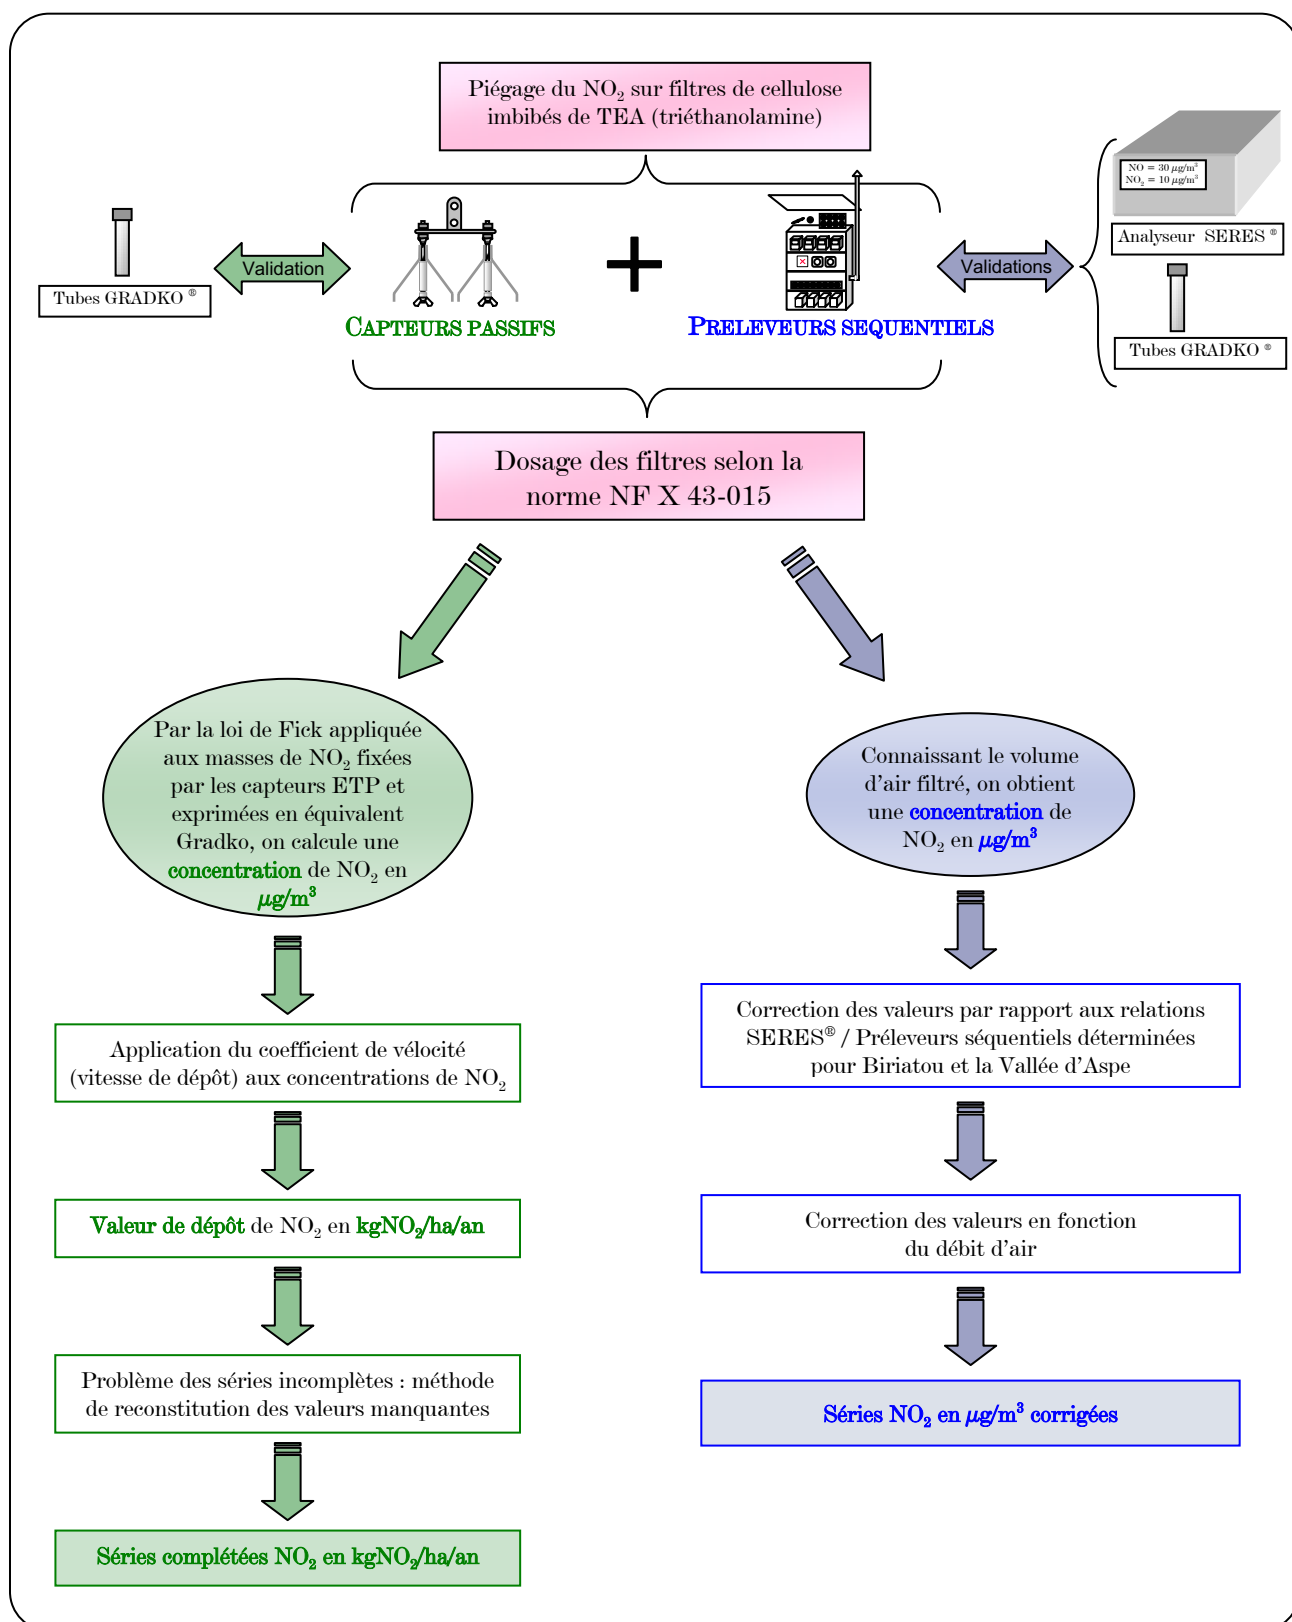 Piégage du NO₂ sur filtres de cellulose
imbibés de TEA (triéthanolamine)
NO = 30 µg/m³
NO₂ = 10 µg/m³
Analyseur SERES ®
Validation
Validations
Tubes GRADKO ®
CAPTEURS PASSIFS
PRELEVEURS SEQUENTIELS
Tubes GRADKO ®
Dosage des filtres selon la
norme NF X 43-015
Par la loi de Fick appliquée
aux masses de NO₂ fixées
par les capteurs ETP et
exprimées en équivalent
Gradko, on calcule une
concentration de NO₂ en
µg/m³
Connaissant le volume
d'air filtré, on obtient
une concentration de
NO₂ en µg/m³
Application du coefficient de vélocité
(vitesse de dépôt) aux concentrations de NO₂
Correction des valeurs par rapport aux relations
SERES® / Préleveurs séquentiels déterminées
pour Biriatou et la Vallée d'Aspe
Valeur de dépôt de NO₂ en kgNO₂/ha/an
Correction des valeurs en fonction
du débit d'air
Problème des séries incomplètes : méthode
de reconstitution des valeurs manquantes
Séries NO₂ en µg/m³ corrigées
Séries complétées NO₂ en kgNO₂/ha/an